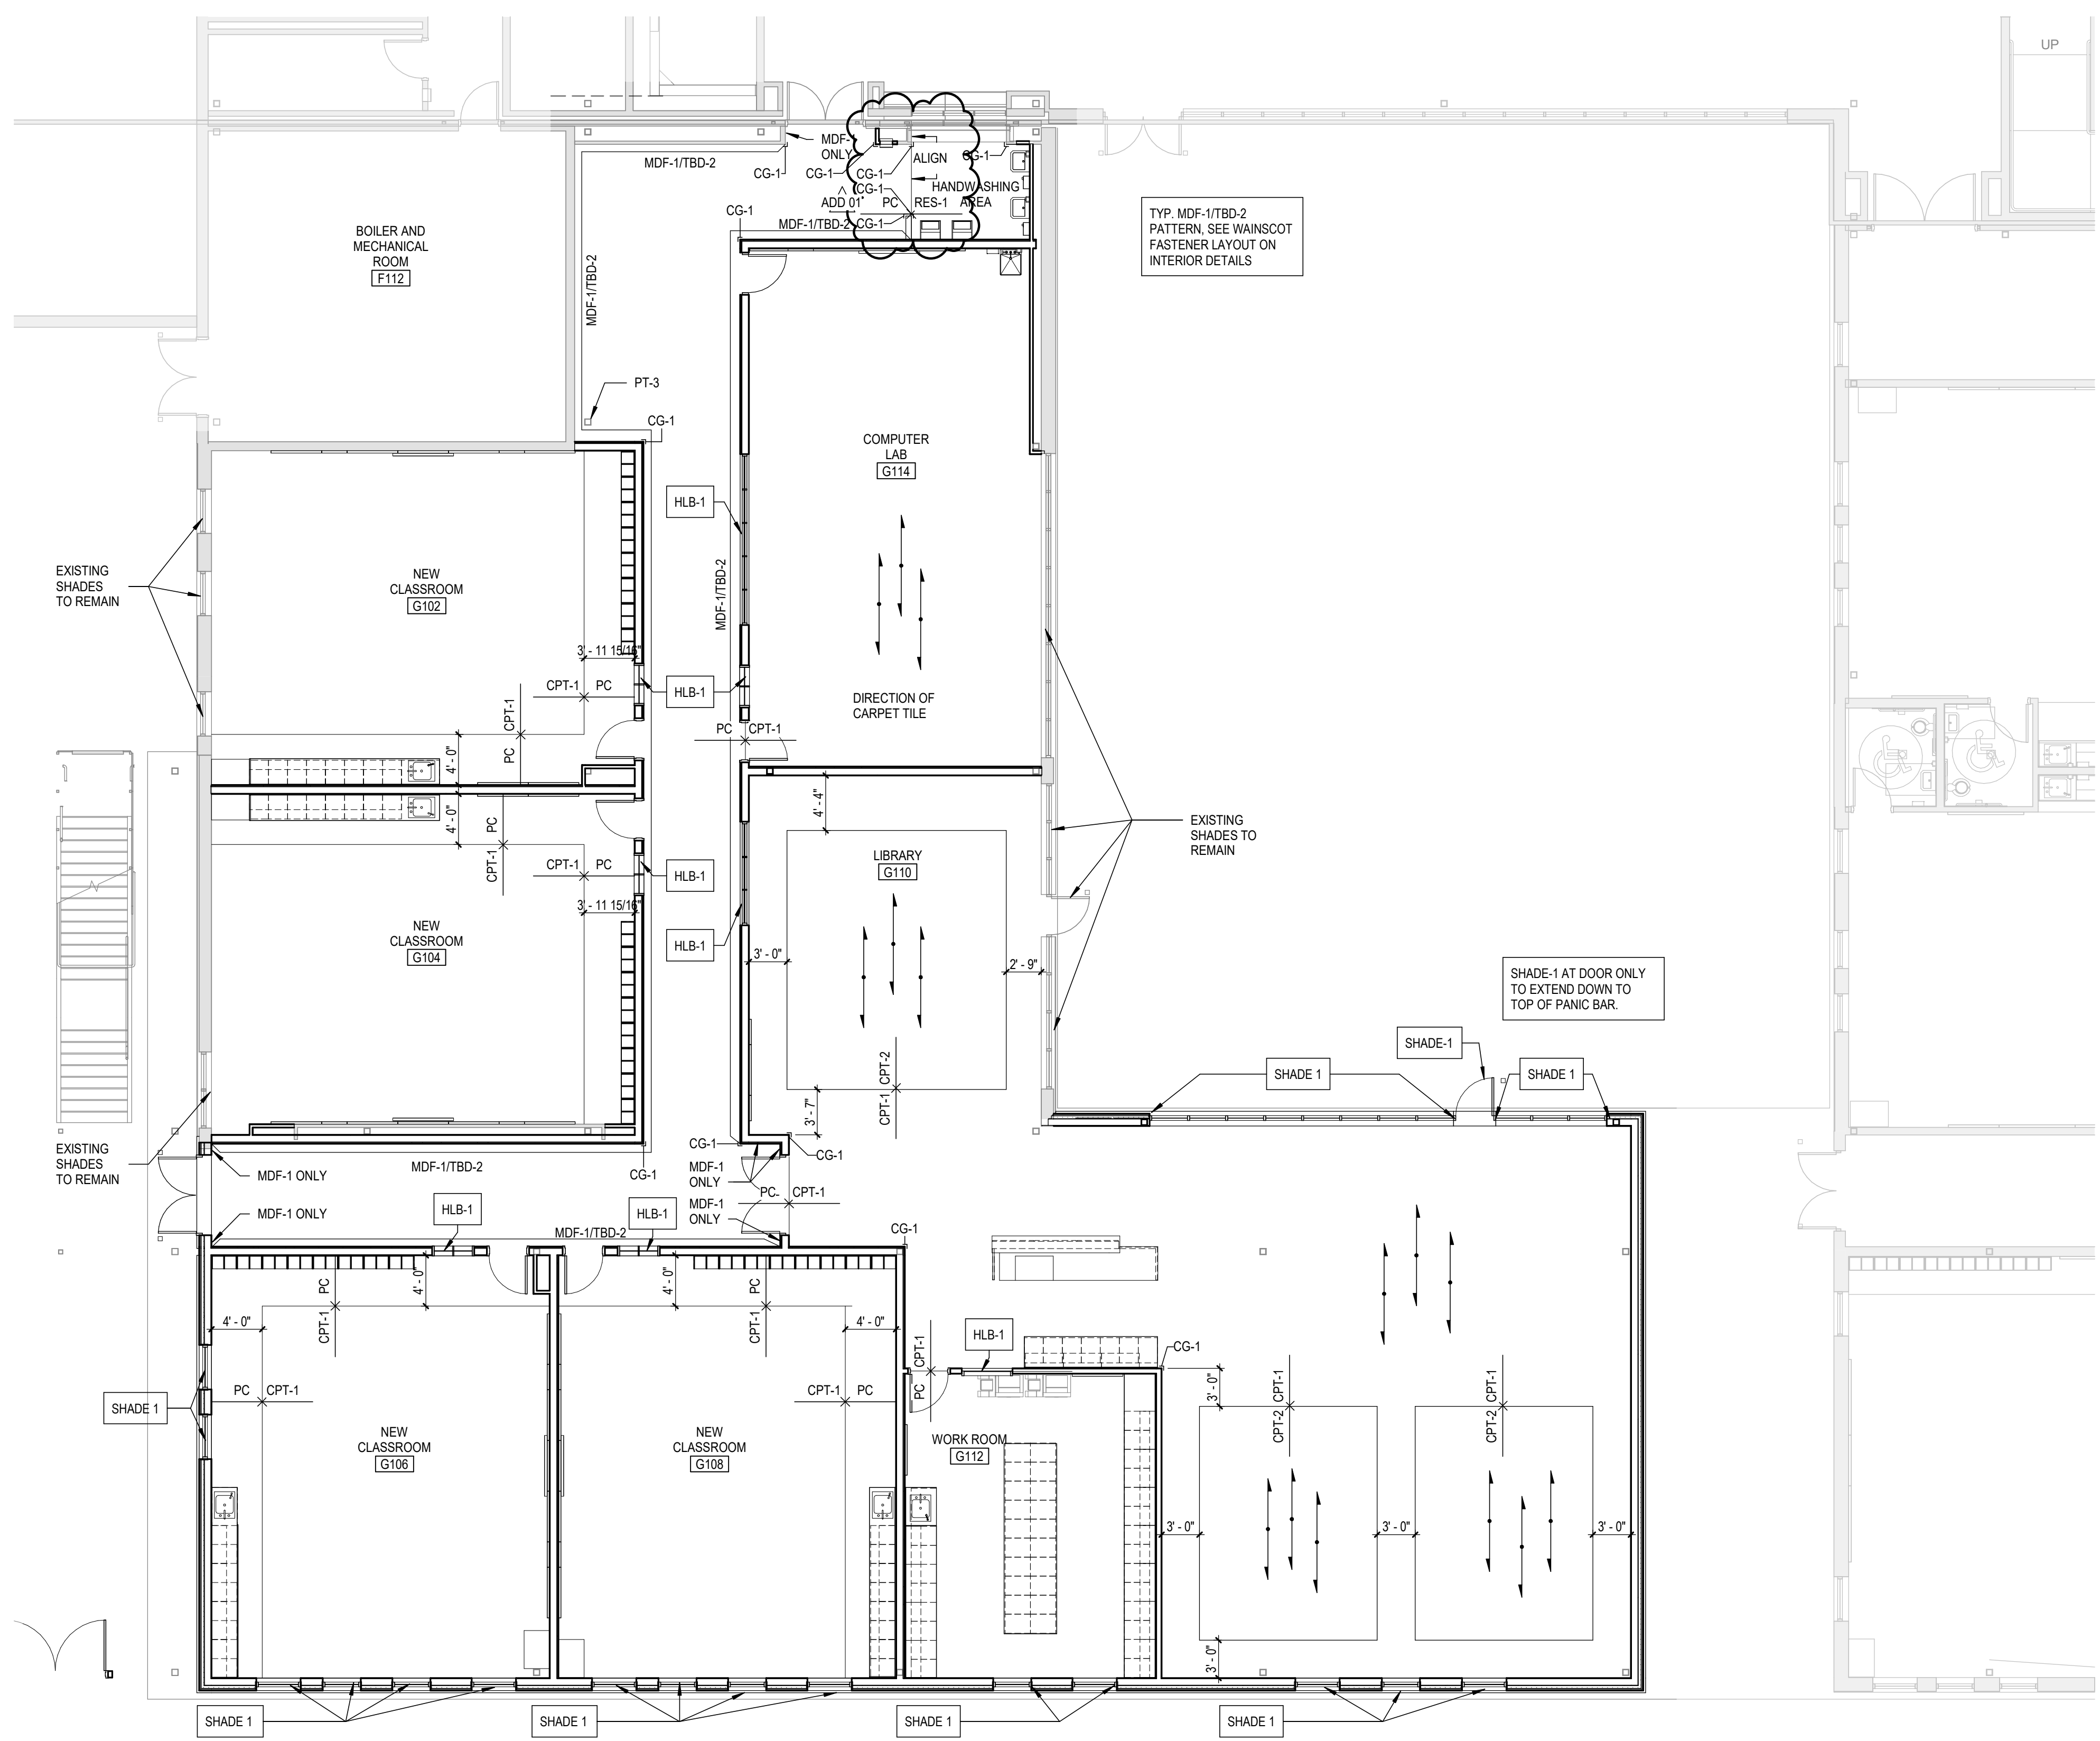 UP
MDF-
ONLY
MDF-1/TBD-2
CG-1
CG-1
CG-1
ALIGN
CG-1
CG-1
HANDWASHING
AREA
ADD 01
PC
RES-1
CG-1
MDF-1/TBD-2
CG-1
TYP. MDF-1/TBD-2
PATTERN, SEE WAINSCOT
FASTENER LAYOUT ON
INTERIOR DETAILS
BOILER AND
MECHANICAL
ROOM
F112
MDF-1/TBD-2
PT-3
CG-1
COMPUTER
LAB
G114
HLB-1
EXISTING
SHADES
TO REMAIN
NEW
CLASSROOM
G102
MDF-1/TBD-2
3' - 11 15/16"
CPT-1
PC
HLB-1
CPT-1
PC
DIRECTION OF
CARPET TILE
PC
CPT-1
4' - 0"
4' - 0"
PC
CPT-1
4' - 4"
EXISTING
SHADES TO
REMAIN
LIBRARY
G110
CPT-1
PC
HLB-1
3' - 11 15/16"
NEW
CLASSROOM
G104
HLB-1
3' - 0"
2' - 9"
SHADE-1 AT DOOR ONLY
TO EXTEND DOWN TO
TOP OF PANIC BAR.
SHADE-1
SHADE 1
SHADE 1
CPT-2
CPT-1
3' - 7"
EXISTING
SHADES
TO REMAIN
CG-1
CG-1
MDF-1/TBD-2
CG-1
MDF-1
ONLY
MDF-1 ONLY
PC
CPT-1
MDF-1
ONLY
MDF-1 ONLY
HLB-1
HLB-1
MDF-1/TBD-2
CG-1
PC
CPT-1
4' - 0"
4' - 0"
PC
CPT-1
4' - 0"
4' - 0"
HLB-1
CPT-1
PC
CG-1
3' - 0"
CPT-1
CPT-2
CPT-1
CPT-2
PC
CPT-1
CPT-1
PC
SHADE 1
NEW
CLASSROOM
G106
NEW
CLASSROOM
G108
WORK ROOM
G112
3' - 0"
3' - 0"
3' - 0"
3' - 0"
SHADE 1
SHADE 1
SHADE 1
SHADE 1